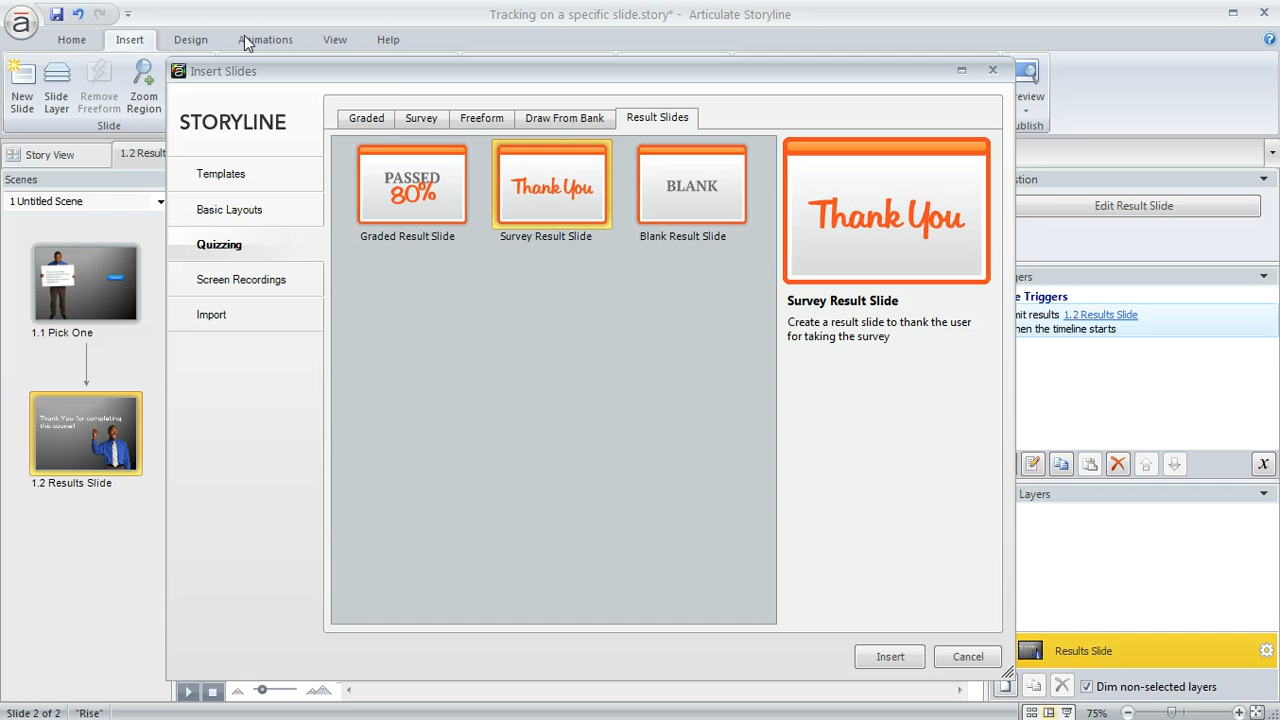 Tracking on a specific slide.story* - Articulate Storyline
Home Insert Design Animations View Help
New Slide
Slide Layer
Remove Freeform
Zoom Region
Slide
Publish
Insert Slides
STORYLINE
Templates
Basic Layouts
Quizzing
Screen Recordings
Import
Graded Survey Freeform Draw From Bank Result Slides
PASSED
80%
Thank You
BLANK
Graded Result Slide
Survey Result Slide
Blank Result Slide
Thank You
Survey Result Slide
Create a result slide to thank the user
for taking the survey
Insert Cancel
Story View
Scenes
1 Untitled Scene
1.1 Pick One
Thank You for completing
this course!
1.2 Results Slide
Edit Result Slide
Triggers
results 1.2 Results Slide
the timeline starts
x
Layers
Results Slide
Dim non-selected layers
Slide 2 of 2 "Rise" 75%